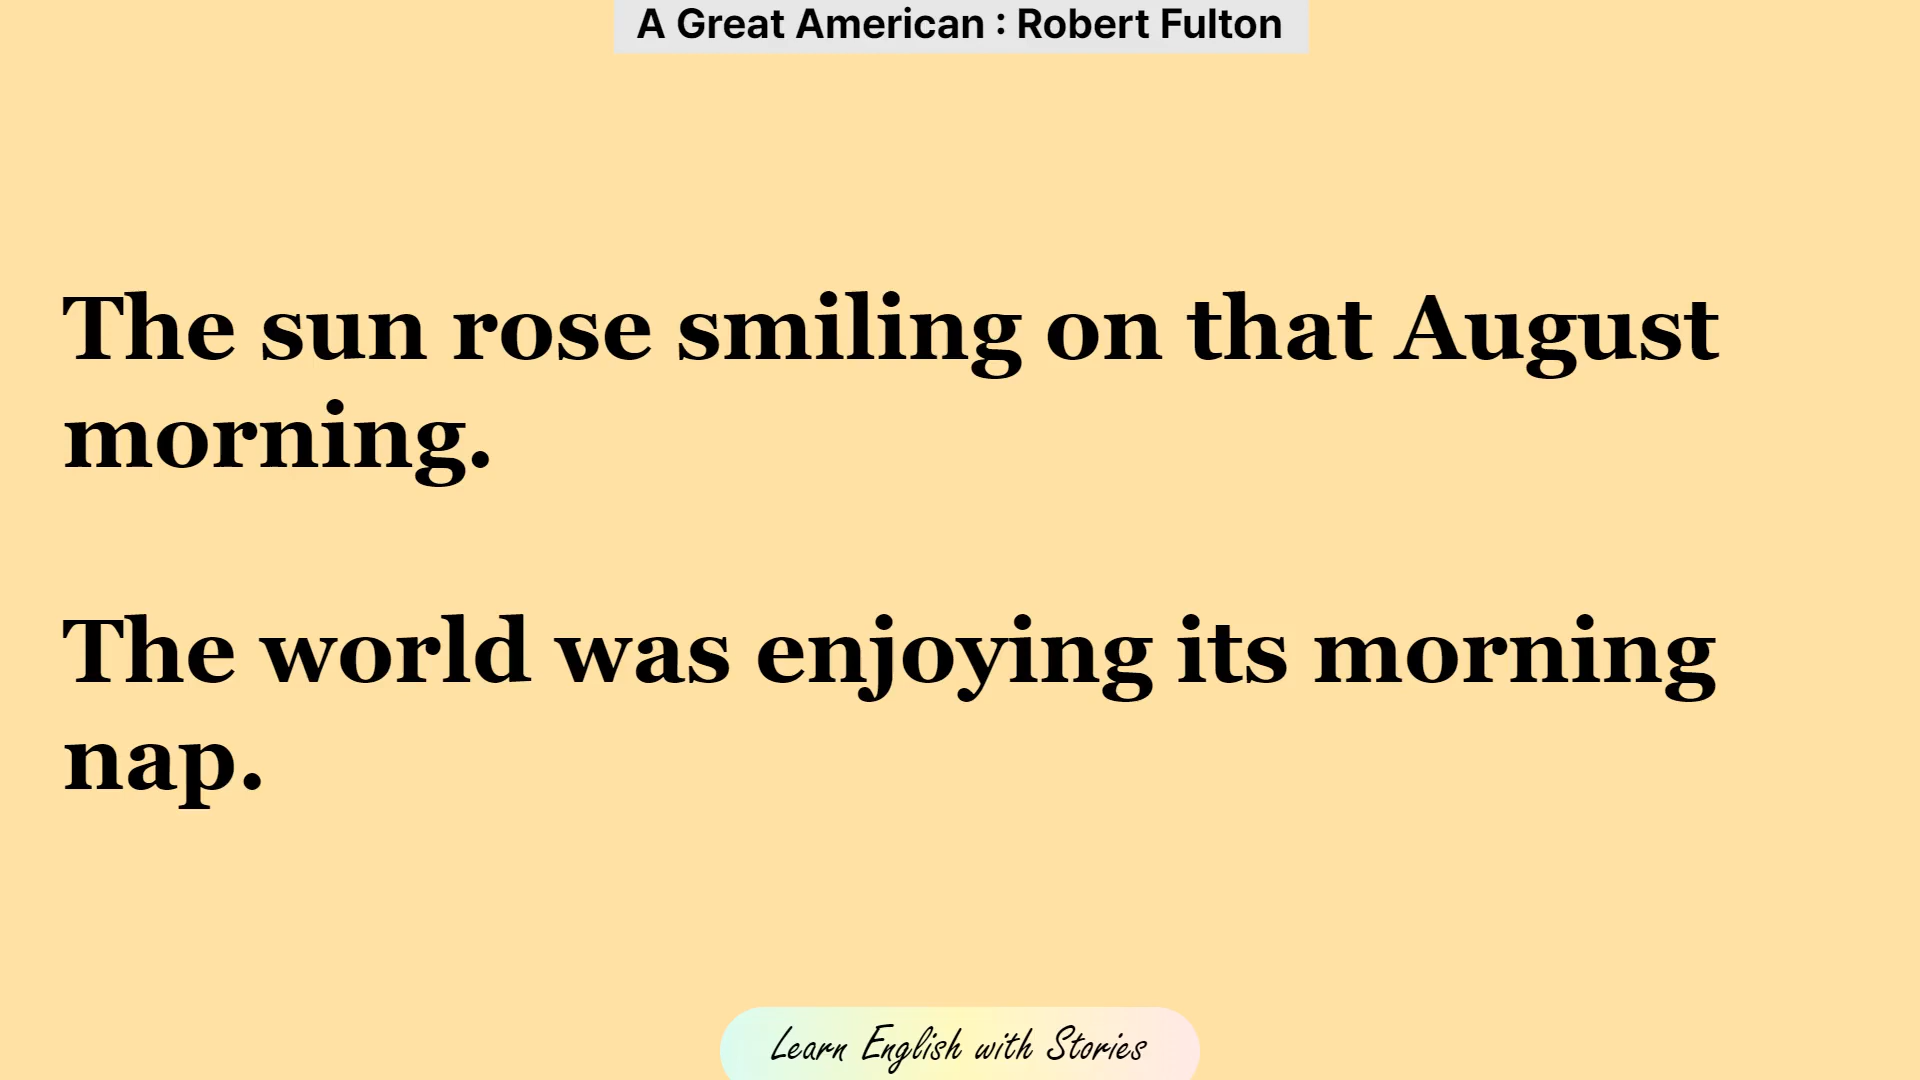 A Great American : Robert Fulton
The sun rose smiling on that August
morning.
The world was enjoying its morning
nap.
Learn English with Stories